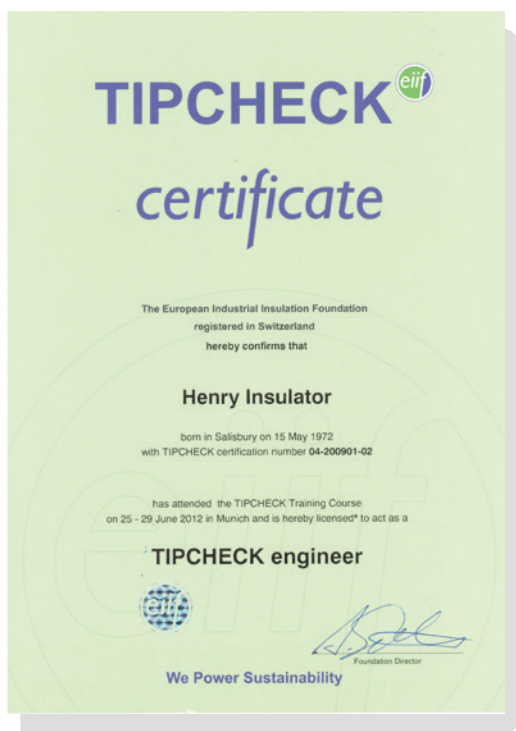 TIPCHECK
eiif
certificate
The European Industrial Insulation Foundation
registered in Switzerland
hereby confirms that
Henry Insulator
born in Salisbury on 15 May 1972
with TIPCHECK certification number 04-200901-02
has attended the TIPCHECK Training Course
on 25 - 29 June 2012 in Munich and is hereby licensed* to act as a
TIPCHECK engineer
eiif
Foundation Director
We Power Sustainability